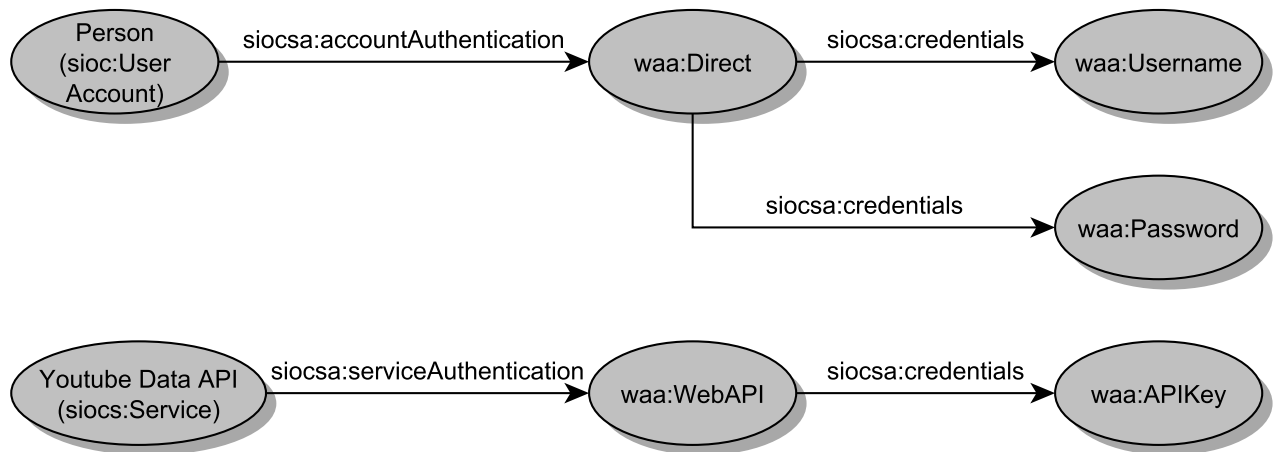 Person
(sioc:User
Account)
siocsa:accountAuthentication
waa:Direct
siocsa:credentials
waa:Username
siocsa:credentials
waa:Password
Youtube Data API
(siocs:Service)
siocsa:serviceAuthentication
waa:WebAPI
siocsa:credentials
waa:APIKey